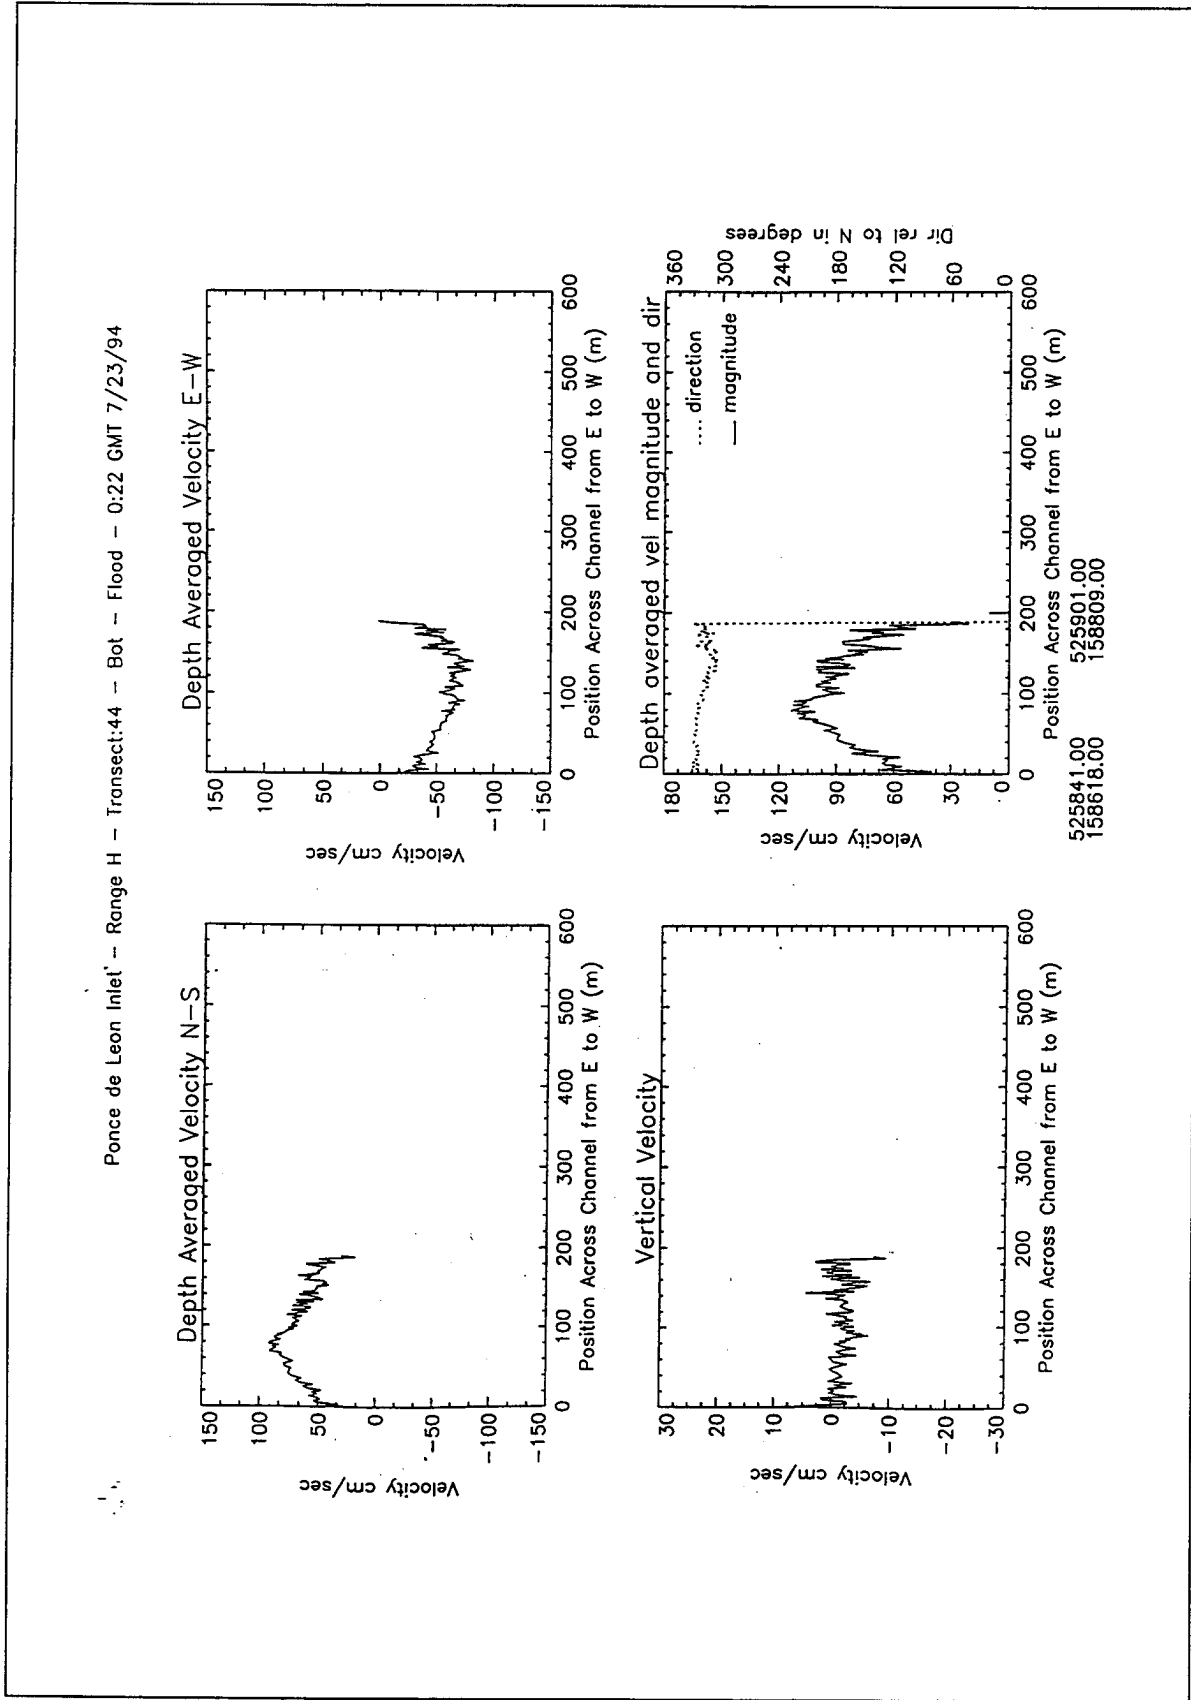 Ponce de Leon Inlet – Range H – Transect:44 – Bot – Flood – 0:22 GMT 7/23/94
Depth Averaged Velocity N–S
150
100
50
0
–50
–100
–150
Velocity cm/sec
0 100 200 300 400 500 600
Position Across Channel from E to W (m)
Depth Averaged Velocity E–W
150
100
50
0
–50
–100
–150
Velocity cm/sec
0 100 200 300 400 500 600
Position Across Channel from E to W (m)
Vertical Velocity
30
20
10
0
–10
–20
–30
Velocity cm/sec
0 100 200 300 400 500 600
Position Across Channel from E to W (m)
Depth averaged vel magnitude and dir
direction
magnitude
180
150
120
90
60
30
0
Velocity cm/sec
360
300
240
180
120
60
0
Dir rel to N in degrees
0 100 200 300 400 500 600
Position Across Channel from E to W (m)
525841.00 525901.00
158618.00 158809.00